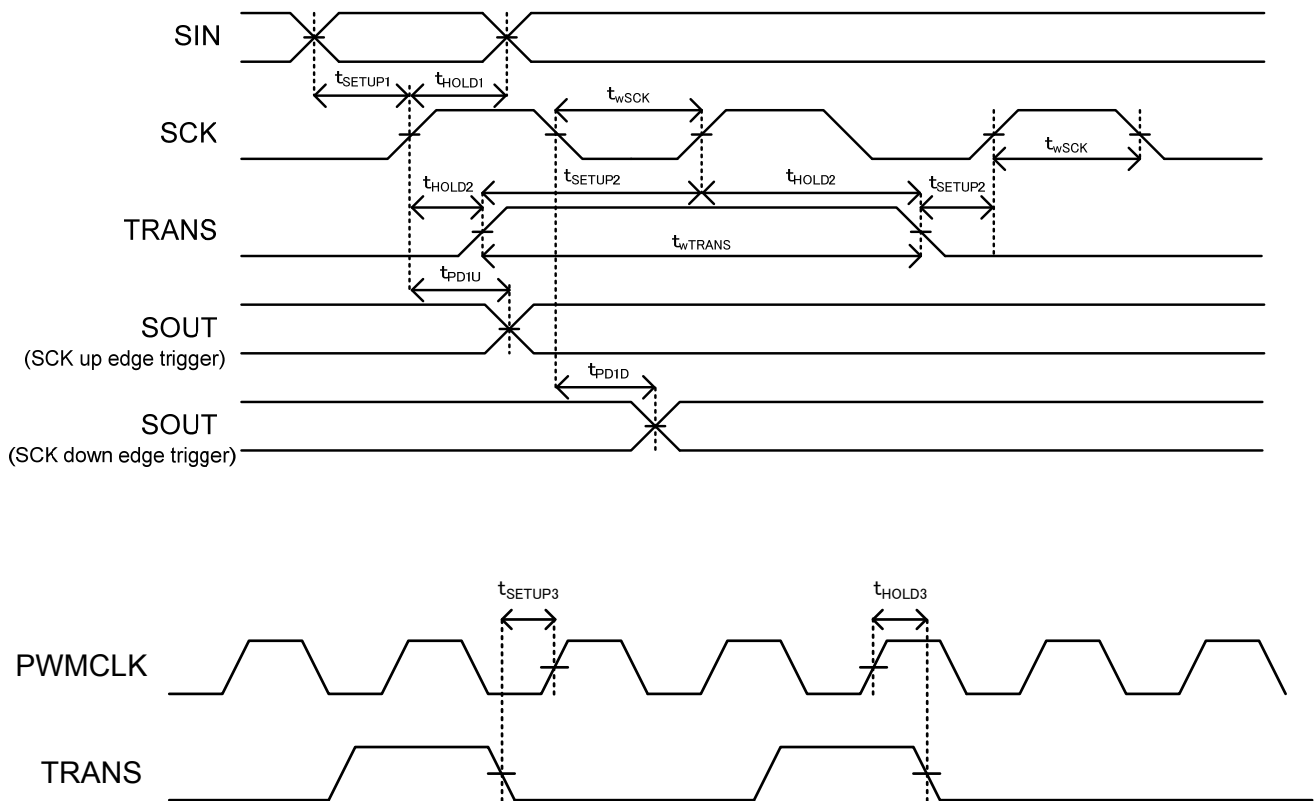 SIN
tSETUP1
tHOLD1
twSCK
SCK
twSCK
tHOLD2
tSETUP2
tHOLD2
tSETUP2
TRANS
twTRANS
tPD1U
SOUT
(SCK up edge trigger)
tPD1D
SOUT
(SCK down edge trigger)
tSETUP3
tHOLD3
PWMCLK
TRANS